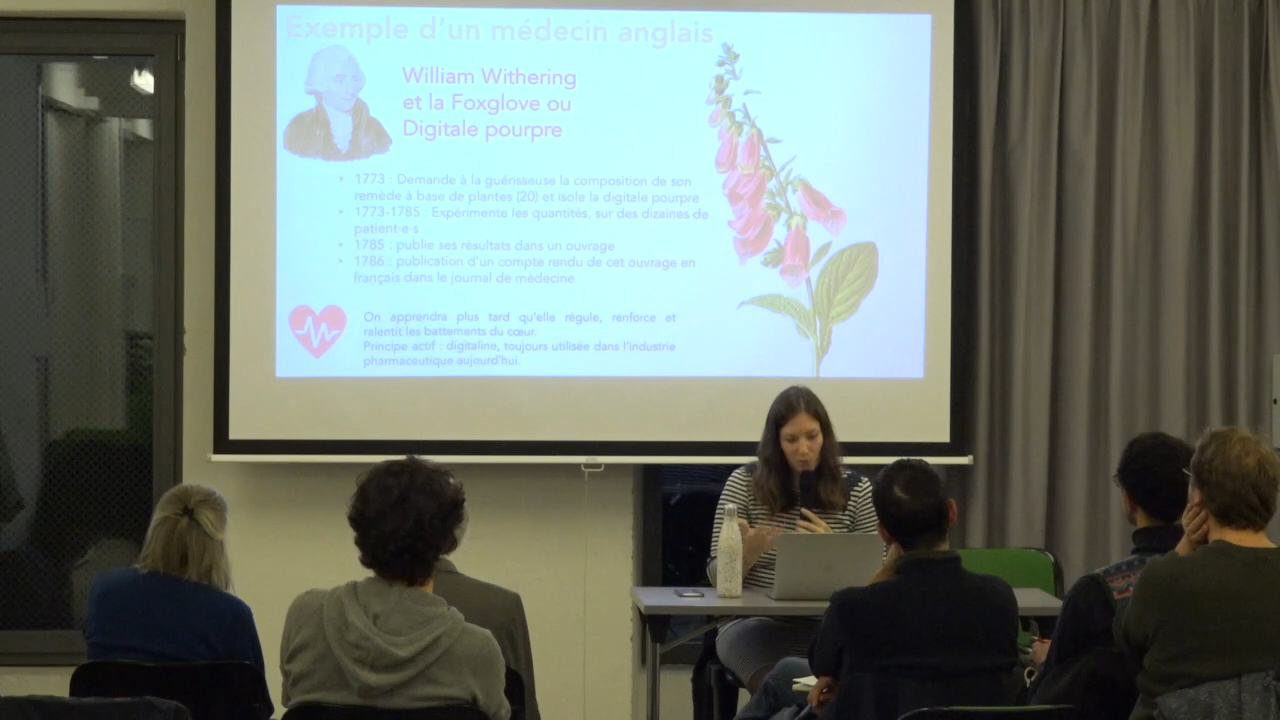 Exemple d'un médecin anglais
William Withering
et la Foxglove ou
Digitale pourpre
• 1773 : Demande à la guérisseuse la composition de son
remède à base de plantes (20) et isole la digitale pourpre
• 1773-1785 : Expérimente les quantités, sur des dizaines de
patient·e·s
• 1785 : publie ses résultats dans un ouvrage
• 1786 : publication d'un compte rendu de cet ouvrage en
français dans le journal de médecine
On apprendra plus tard qu'elle régule, renforce et
ralentit les battements du cœur.
Principe actif : digitaline, toujours utilisée dans l'industrie
pharmaceutique aujourd'hui.